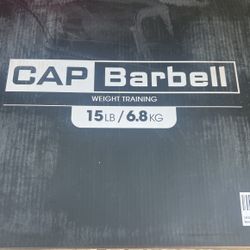 CAP Barbell
WEIGHT TRAINING
15LB/6.8KG